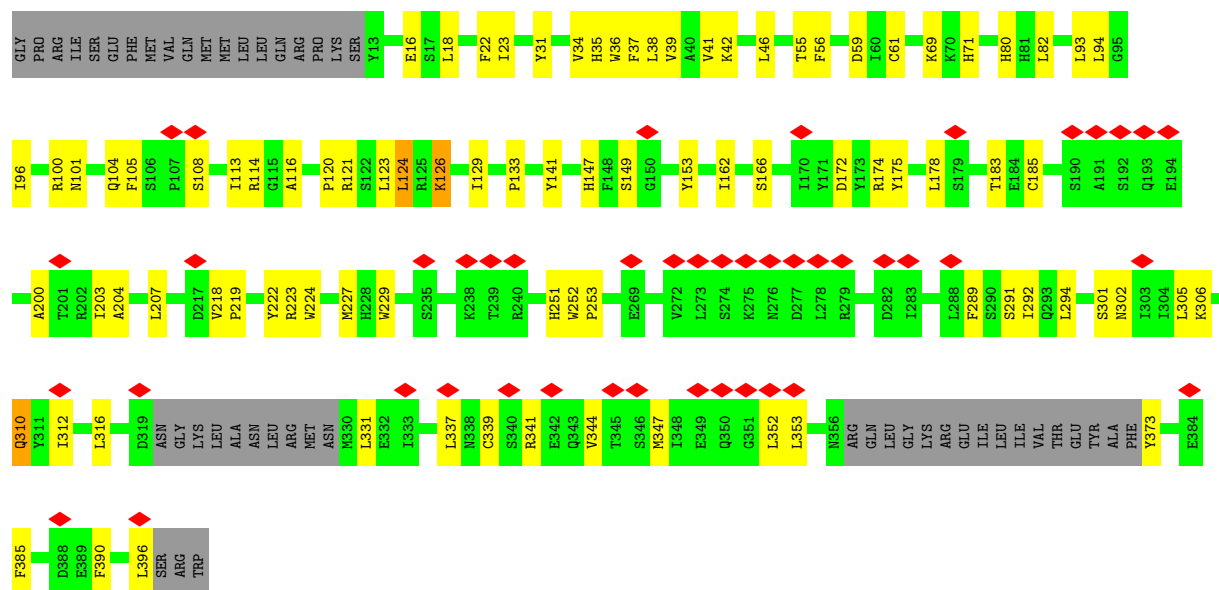 GLY PRO ARG ILE SER GLU PHE MET VAL GLN MET MET LEU LEU GLN ARG PRO LYS SER Y13 E16 S17 L18 F22 I23 Y31 V34 H35 W36 F37 L38 V39 A40 V41 K42 L46 T55 F56 D59 I60 C61 K69 K70 H71 H80 H81 L82 L93 L94 G95
I96 R100 N101 Q104 F105 S106 P107 S108 I113 R114 G115 A116 P120 R121 S122 L123 L124 R125 K126 I129 P133 Y141 H147 F148 S149 G150 Y153 I162 S166 I170 Y171 D172 Y173 R174 Y175 L178 S179 T183 E184 C185 S190 A191 S192 Q193 E194
A200 T201 R202 I203 A204 L207 D217 V218 P219 Y222 R223 W224 M227 H228 W229 S235 K238 T239 R240 H251 W252 P253 E269 V272 L273 S274 K275 N276 D277 L278 R279 D282 I283 L288 F289 S290 S291 I292 Q293 L294 S301 N302 I303 I304 L305 K306
Q310 Y311 I312 L316 D319 ASN GLY LYS LEU ALA ASN LEU ARG MET ASN M330 L331 E332 I333 L337 N338 C339 S340 R341 E342 Q343 V344 T345 S346 M347 I348 E349 Q350 G351 L352 L353 N356 ARG GLN LEU GLY LYS ARG GLU ILE LEU ILE VAL THR GLU TYR ALA PHE Y373 E384
F385 D388 E389 F390 L396 SER ARG TRP